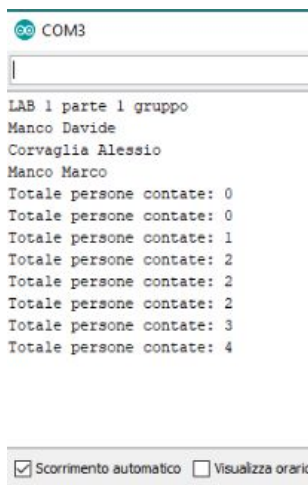 COM3
LAB 1 parte 1 gruppo
Manco Davide
Corvaglia Alessio
Manco Marco
Totale persone contate: 0
Totale persone contate: 0
Totale persone contate: 1
Totale persone contate: 2
Totale persone contate: 2
Totale persone contate: 2
Totale persone contate: 3
Totale persone contate: 4
Scorrimento automatico Visualizza orario